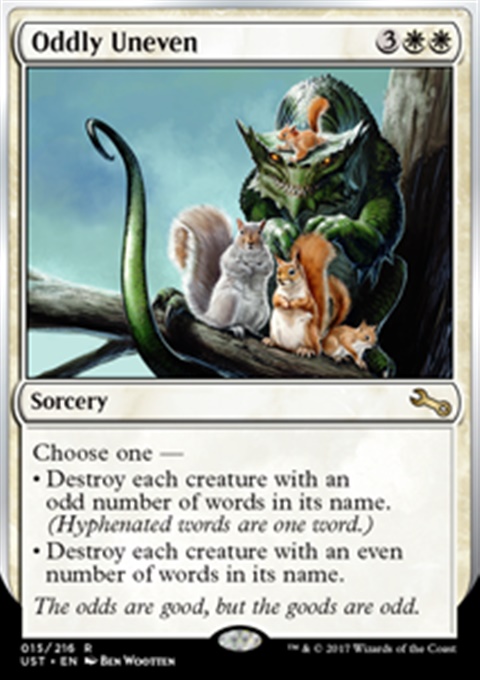 Oddly Uneven 3
Sorcery
Choose one —
• Destroy each creature with an
odd number of words in its name.
(Hyphenated words are one word.)
• Destroy each creature with an even
number of words in its name.
The odds are good, but the goods are odd.
015/216 R
UST • EN Ben Wootten
™ & © 2017 Wizards of the Coast